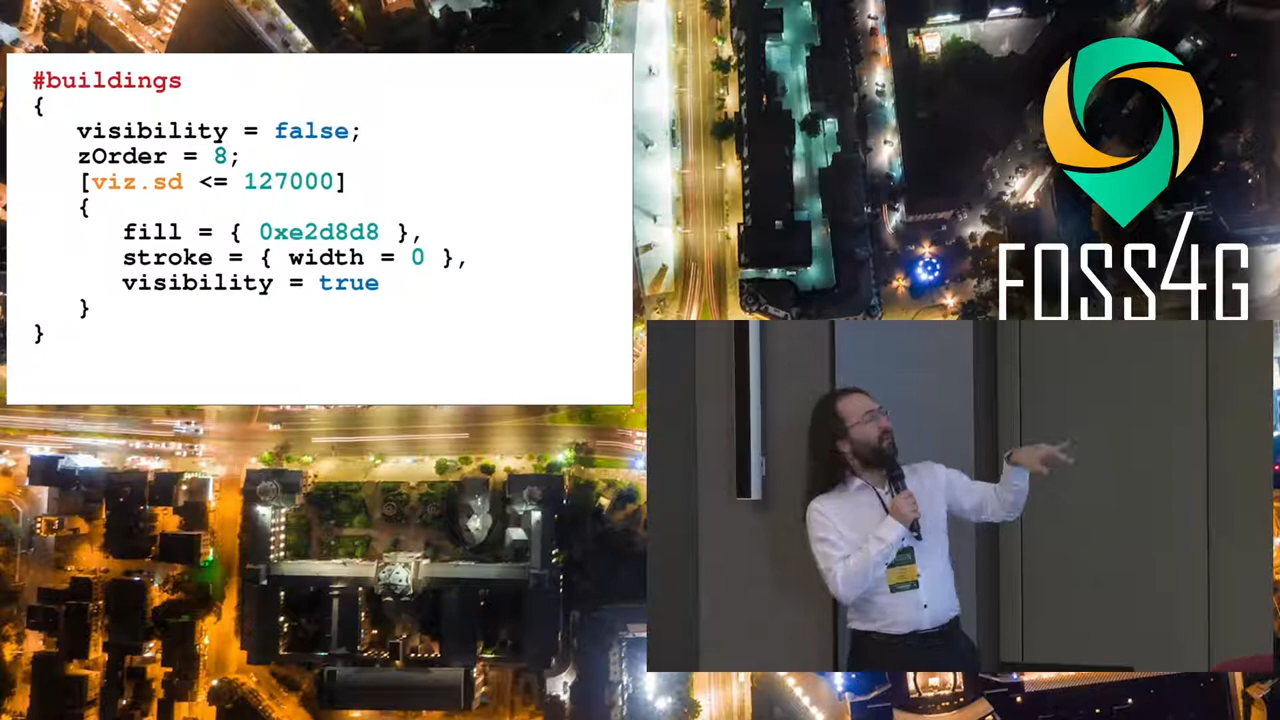 #buildings
{
visibility = false;
zOrder = 8;
[viz.sd <= 127000]
{
fill = { 0xe2d8d8 },
stroke = { width = 0 },
visibility = true
}
}
FOSS4G